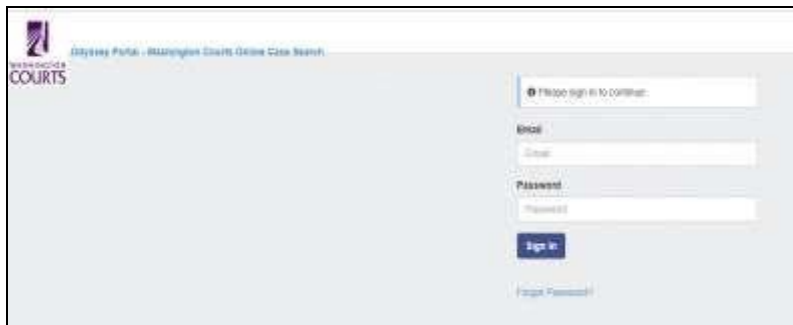 WASHINGTON
COURTS
Odyssey Portal - Washington Courts Online Case Search
Please sign in to continue.
Email
Email
Password
Password
Sign In
Forgot Password?